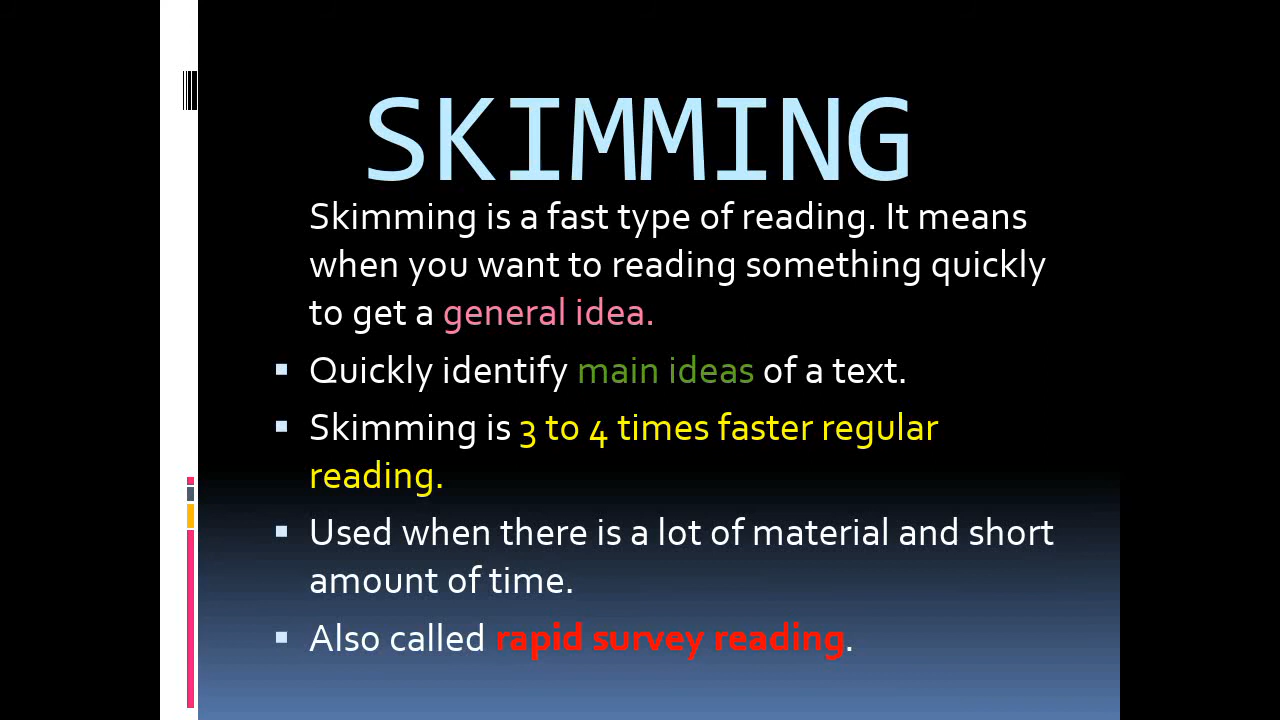 SKIMMING
Skimming is a fast type of reading. It means
when you want to reading something quickly
to get a general idea.
Quickly identify main ideas of a text.
Skimming is 3 to 4 times faster regular
reading.
Used when there is a lot of material and short
amount of time.
Also called rapid survey reading.